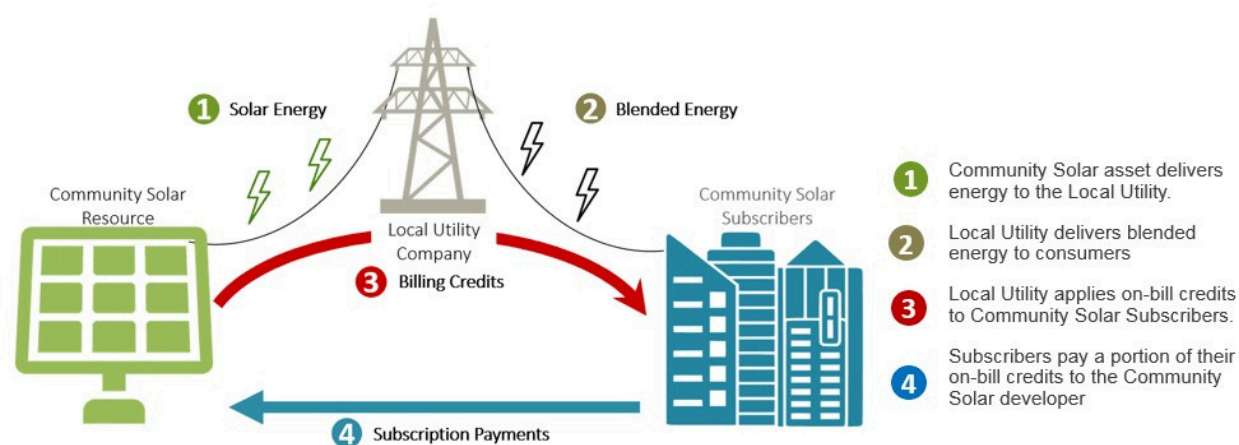 1 Solar Energy
2 Blended Energy
Community Solar
Resource
Local Utility
Company
Community Solar
Subscribers
3 Billing Credits
4 Subscription Payments
1 Community Solar asset delivers
energy to the Local Utility.
2 Local Utility delivers blended
energy to consumers
3 Local Utility applies on-bill credits
to Community Solar Subscribers.
4 Subscribers pay a portion of their
on-bill credits to the Community
Solar developer